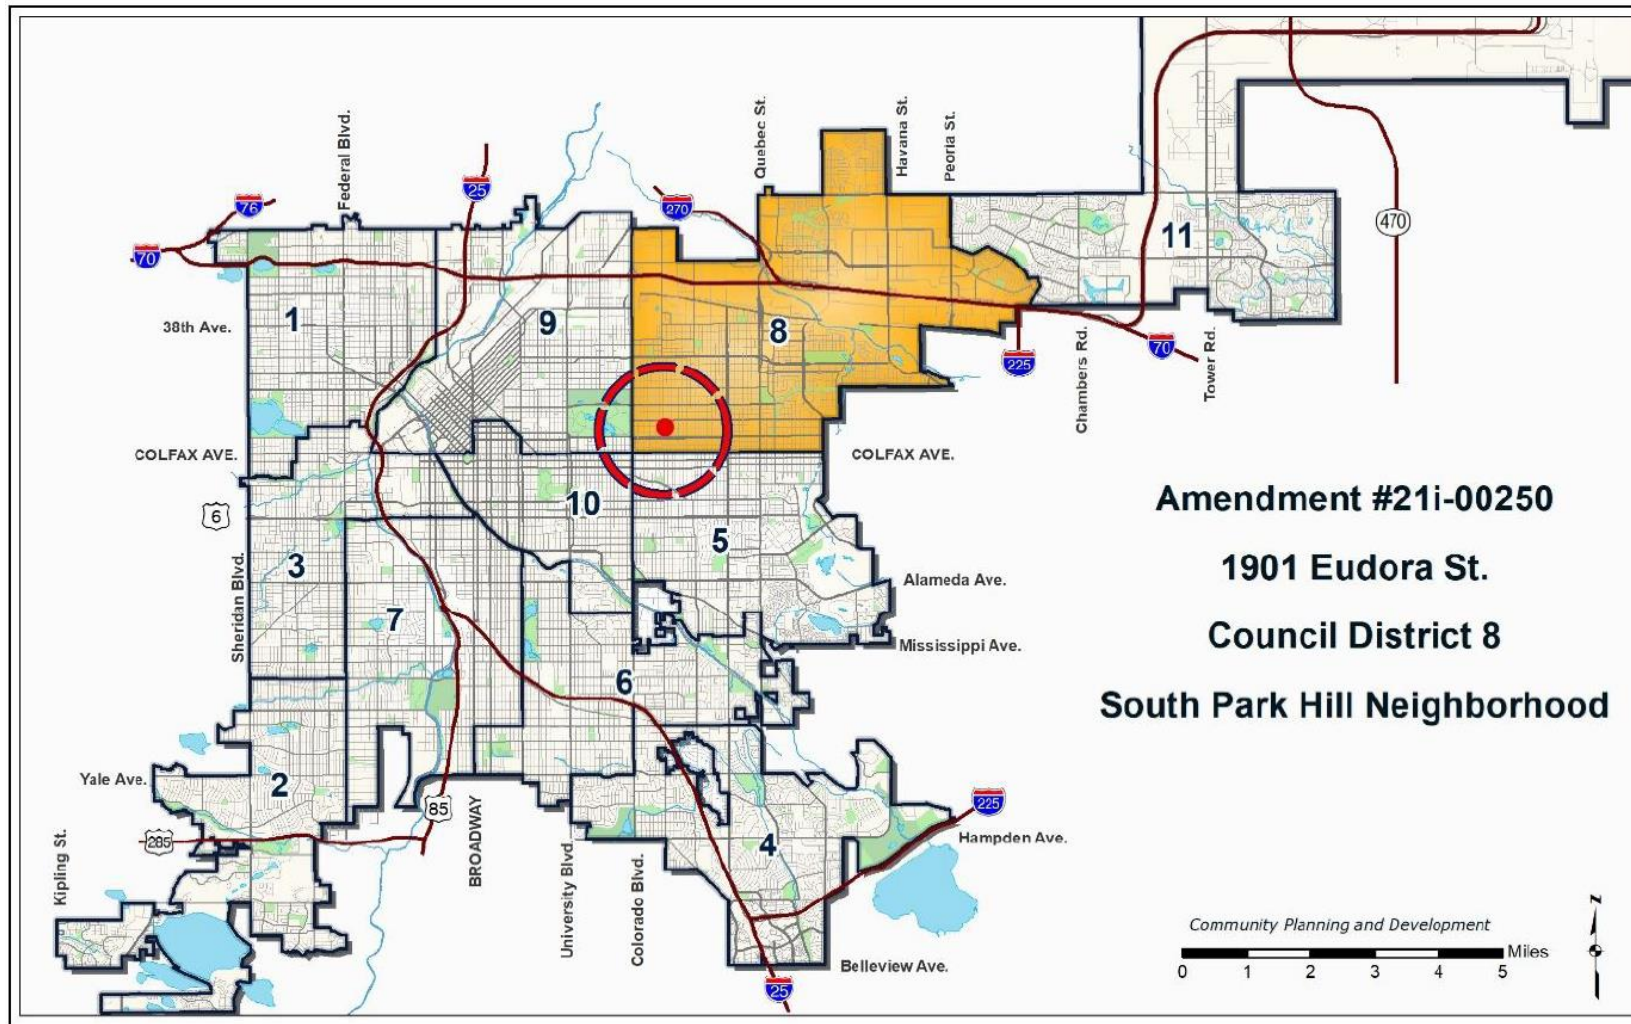 Federal Blvd.
Quebec St.
Havana St.
Peoria St.
76
25
270
470
70
11
1
9
8
38th Ave.
225
Chambers Rd.
70
Tower Rd.
COLFAX AVE.
COLFAX AVE.
6
10
5
3
Sheridan Blvd.
7
Alameda Ave.
Mississippi Ave.
6
Amendment #21i-00250
1901 Eudora St.
Council District 8
South Park Hill Neighborhood
Yale Ave.
2
85
BROADWAY
225
285
Kipling St.
University Blvd.
Colorado Blvd.
4
Hampden Ave.
Belleview Ave.
25
Community Planning and Development
Miles
0 1 2 3 4 5
N